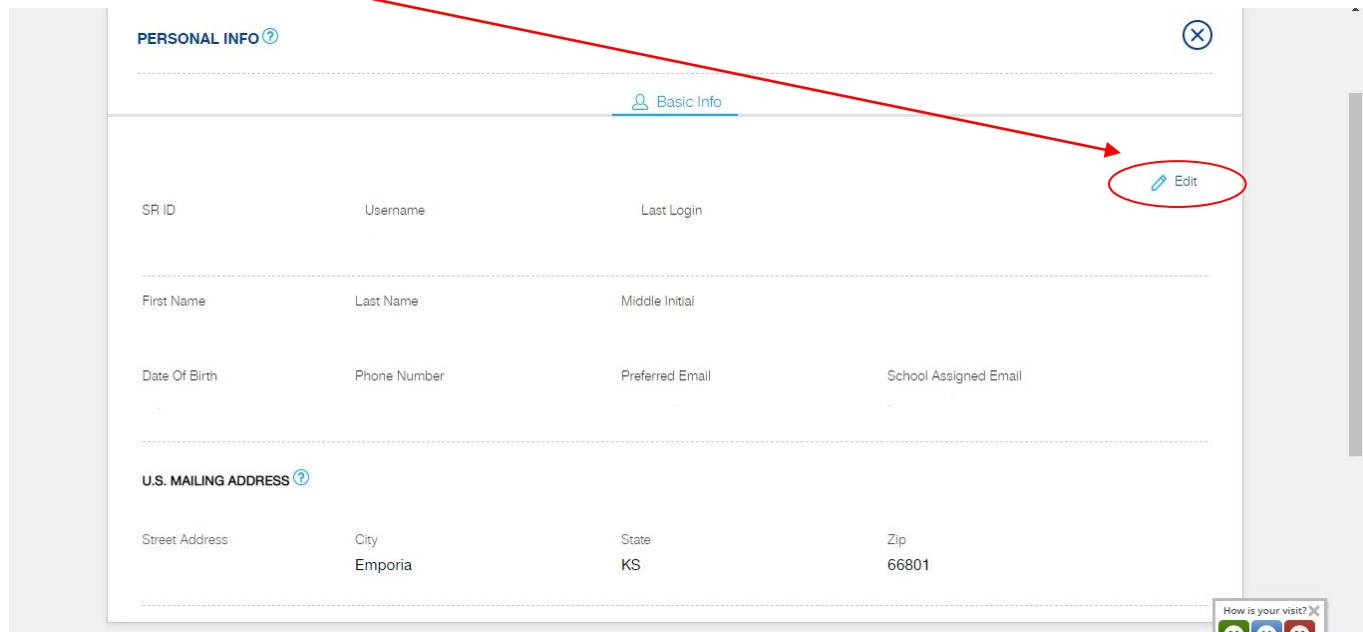 PERSONAL INFO ?
Basic Info
Edit
SR ID Username Last Login
First Name Last Name Middle Initial
Date Of Birth Phone Number Preferred Email School Assigned Email
U.S. MAILING ADDRESS ?
Street Address City State Zip
Emporia KS 66801
How is your visit?